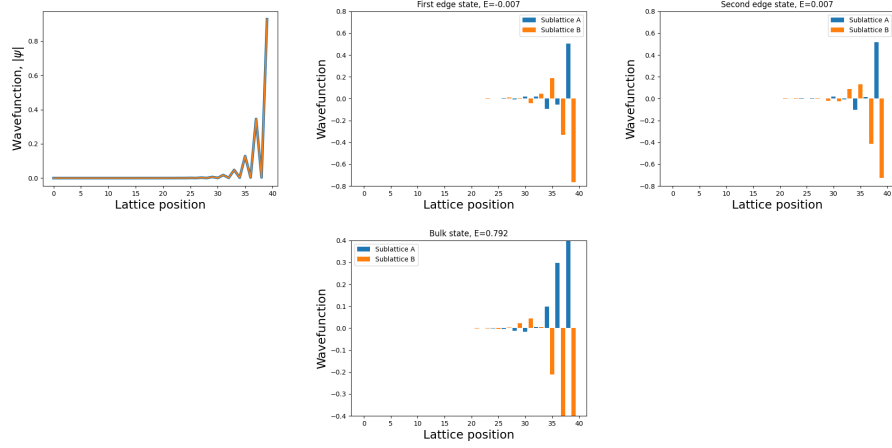 First edge state, E=-0.007
Second edge state, E=0.007
Wavefunction, |ψ|
0.8
0.6
0.4
0.2
0.0
0 5 10 15 20 25 30 35 40
Lattice position
Wavefunction
0.8
0.6
0.4
0.2
0.0
−0.2
−0.4
−0.6
−0.8
Sublattice A
Sublattice B
0 5 10 15 20 25 30 35 40
Lattice position
Wavefunction
0.8
0.6
0.4
0.2
0.0
−0.2
−0.4
−0.6
−0.8
Sublattice A
Sublattice B
0 5 10 15 20 25 30 35 40
Lattice position
Bulk state, E=0.792
Wavefunction
0.4
0.3
0.2
0.1
0.0
−0.1
−0.2
−0.3
−0.4
Sublattice A
Sublattice B
0 5 10 15 20 25 30 35 40
Lattice position